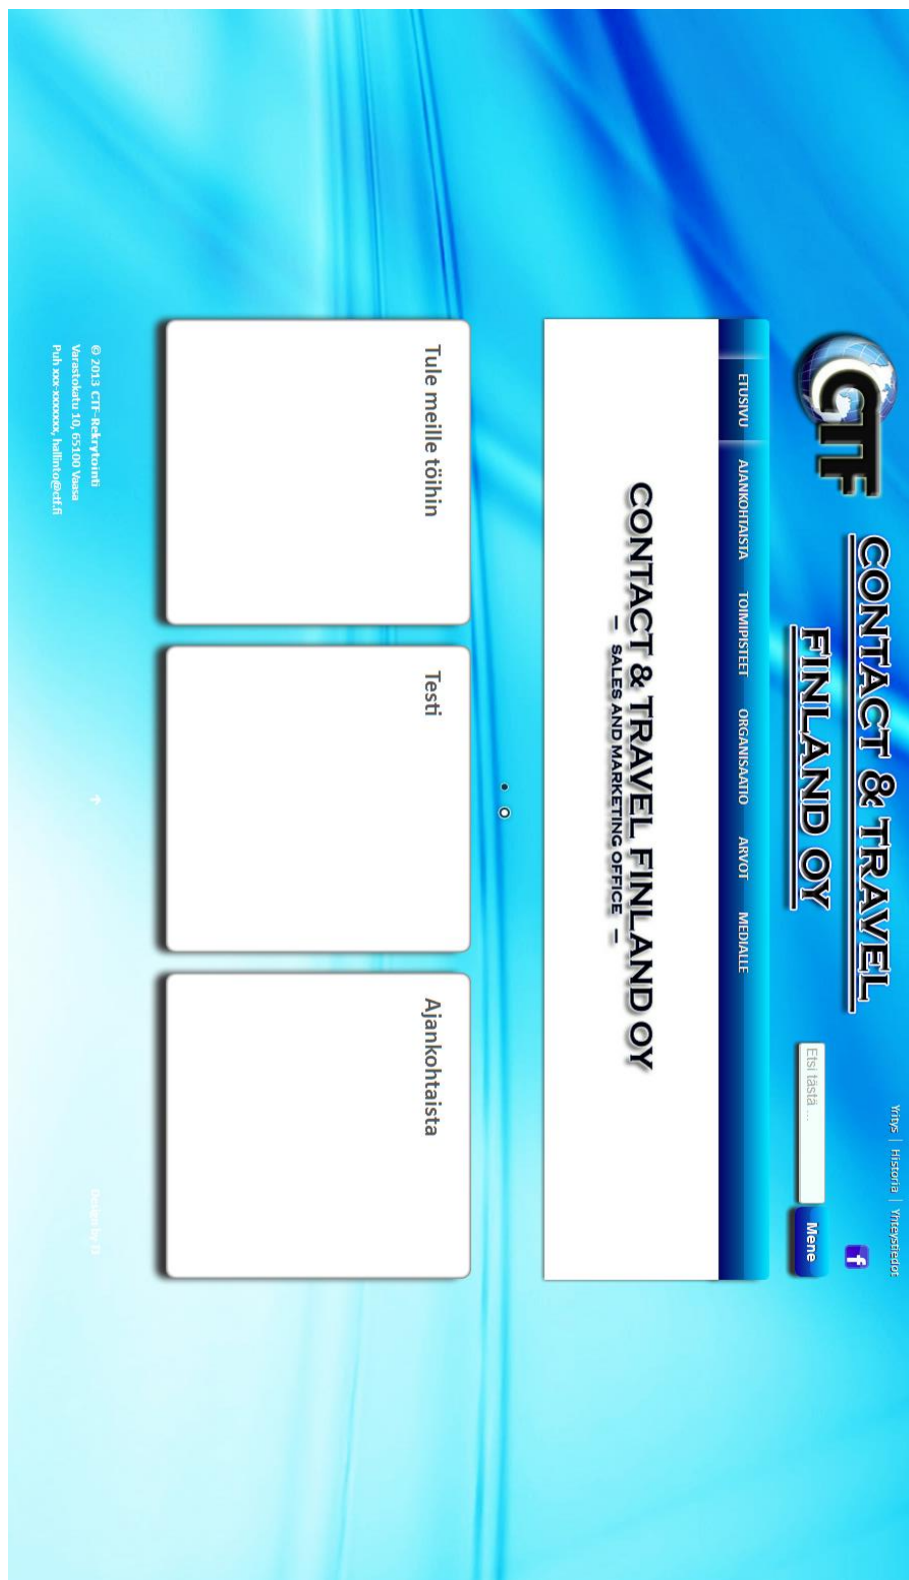 Yritys | Historia | Yhteystiedot
CTF
CONTACT & TRAVEL
FINLAND OY
Etsi tästä ...
Mene
ETUSIVU AJANKOHTAISTA TOIMIPISTEET ORGANISAATIO ARVOT MEDIALLE
CONTACT & TRAVEL FINLAND OY
– SALES AND MARKETING OFFICE –
Tule meille töihin
Testi
Ajankohtaista
© 2013 CTF-Rekrytointi
Varastokatu 10, 65100 Vaasa
Puh xxx-xxxxxxx, hallinto@ctf.fi
Design by